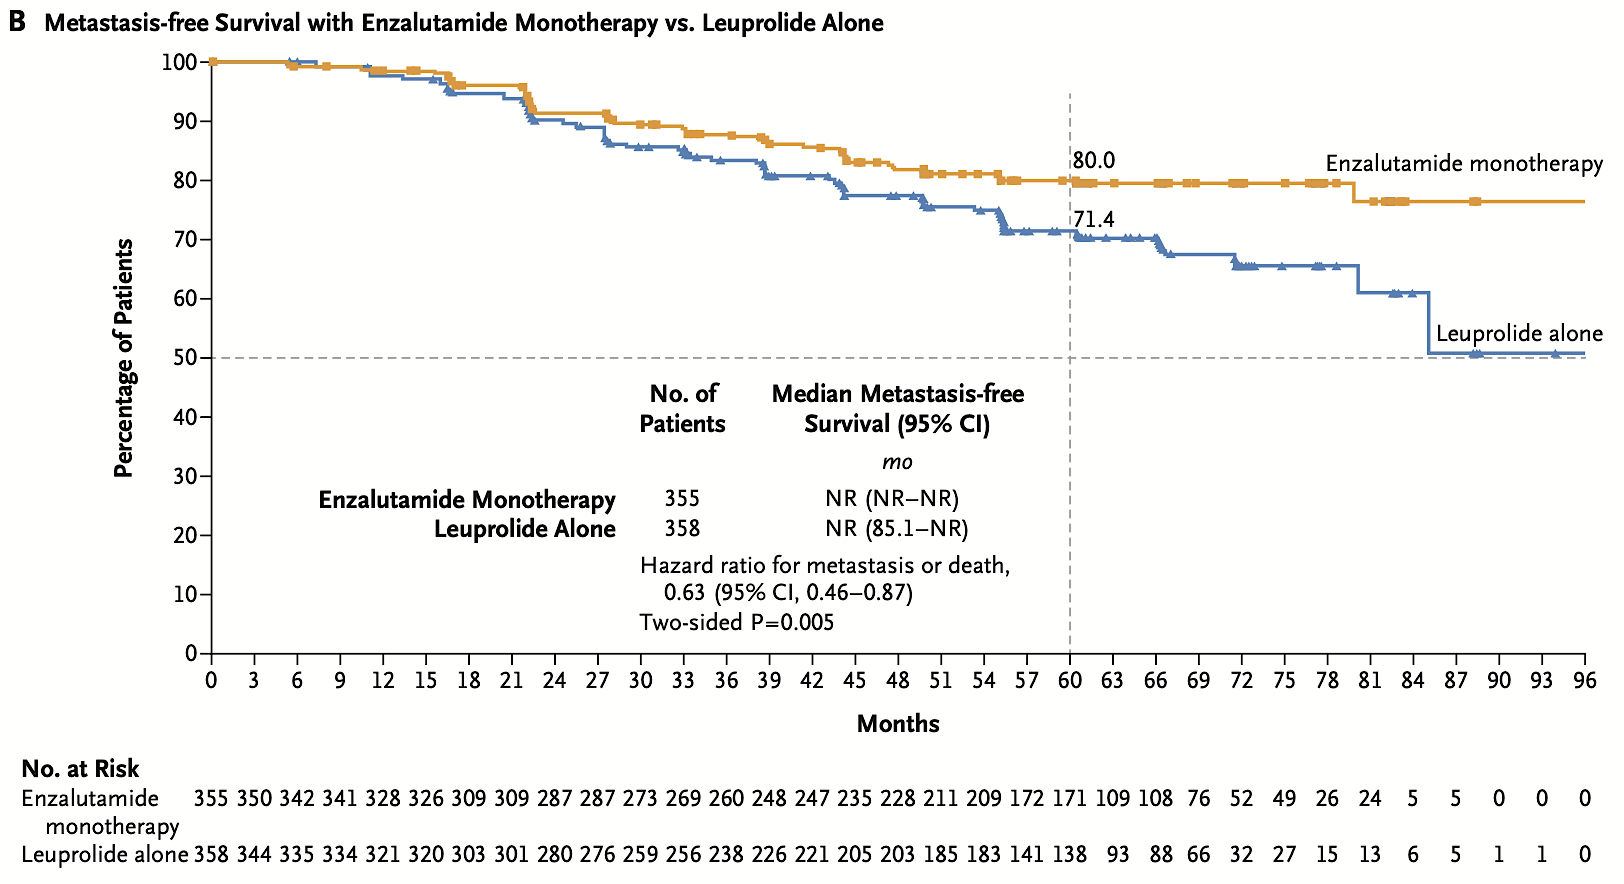 B Metastasis-free Survival with Enzalutamide Monotherapy vs. Leuprolide Alone
100
90
80
70
60
50
40
30
20
10
0
Percentage of Patients
80.0
71.4
Enzalutamide monotherapy
Leuprolide alone
No. of Patients
Median Metastasis-free Survival (95% CI)
mo
Enzalutamide Monotherapy 355 NR (NR–NR)
Leuprolide Alone 358 NR (85.1–NR)
Hazard ratio for metastasis or death,
0.63 (95% CI, 0.46–0.87)
Two-sided P=0.005
0 3 6 9 12 15 18 21 24 27 30 33 36 39 42 45 48 51 54 57 60 63 66 69 72 75 78 81 84 87 90 93 96
Months
No. at Risk
Enzalutamide monotherapy 355 350 342 341 328 326 309 309 287 287 273 269 260 248 247 235 228 211 209 172 171 109 108 76 52 49 26 24 5 5 0 0 0
Leuprolide alone 358 344 335 334 321 320 303 301 280 276 259 256 238 226 221 205 203 185 183 141 138 93 88 66 32 27 15 13 6 5 1 1 0